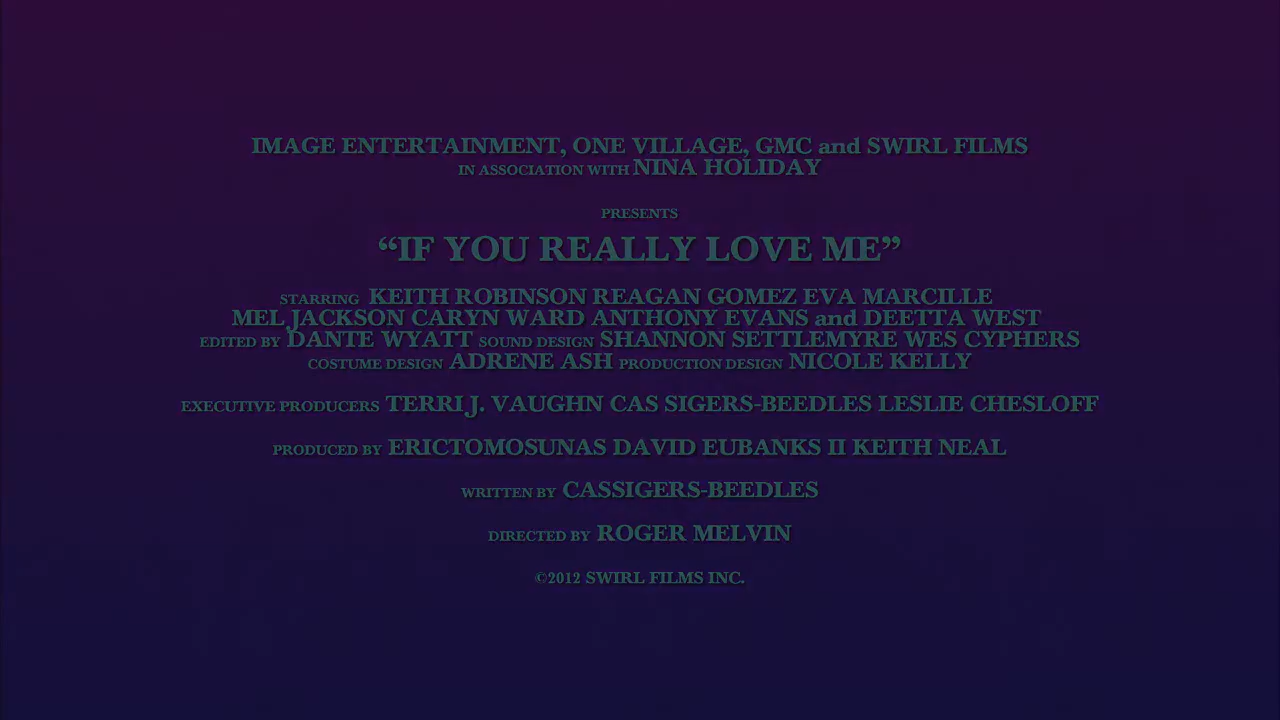 IMAGE ENTERTAINMENT, ONE VILLAGE, GMC and SWIRL FILMS
IN ASSOCIATION WITH NINA HOLIDAY
PRESENTS
“IF YOU REALLY LOVE ME”
STARRING KEITH ROBINSON REAGAN GOMEZ EVA MARCILLE
MEL JACKSON CARYN WARD ANTHONY EVANS and DEETTA WEST
EDITED BY DANTE WYATT SOUND DESIGN SHANNON SETTLEMYRE WES CYPHERS
COSTUME DESIGN ADRENE ASH PRODUCTION DESIGN NICOLE KELLY
EXECUTIVE PRODUCERS TERRI J. VAUGHN CAS SIGERS-BEEDLES LESLIE CHESLOFF
PRODUCED BY ERICTOMOSUNAS DAVID EUBANKS II KEITH NEAL
WRITTEN BY CASSIGERS-BEEDLES
DIRECTED BY ROGER MELVIN
©2012 SWIRL FILMS INC.